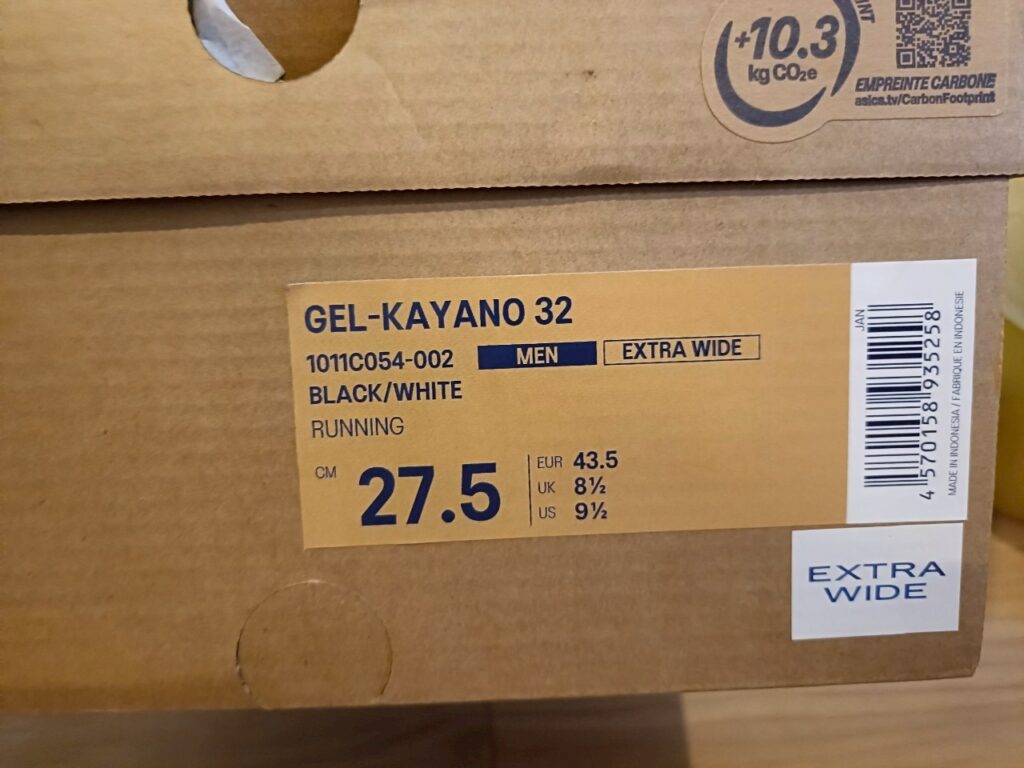 +10.3
kg CO₂e
EMPREINTE CARBONE
asics.tv/CarbonFootprint
GEL-KAYANO 32
1011C054-002 MEN EXTRA WIDE
BLACK/WHITE
RUNNING
CM 27.5
EUR 43.5
UK 8½
US 9½
JAN
4 570158 935258
MADE IN INDONESIA / FABRIQUE EN INDONESIE
EXTRA
WIDE